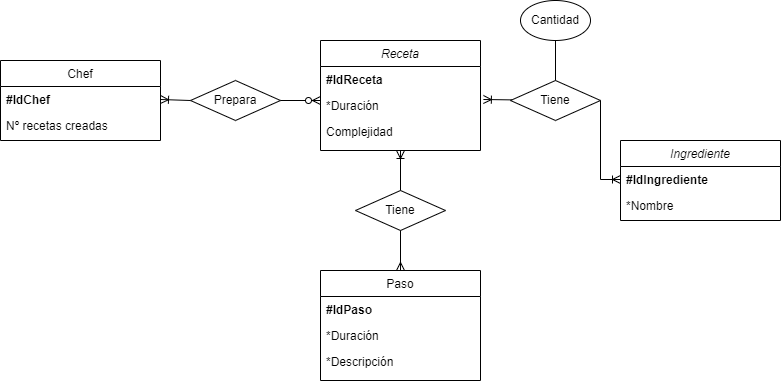 Cantidad
Receta
Chef
#IdReceta
#IdChef
Prepara
*Duración
Tiene
Nº recetas creadas
Complejidad
Ingrediente
#IdIngrediente
*Nombre
Tiene
Paso
#IdPaso
*Duración
*Descripción